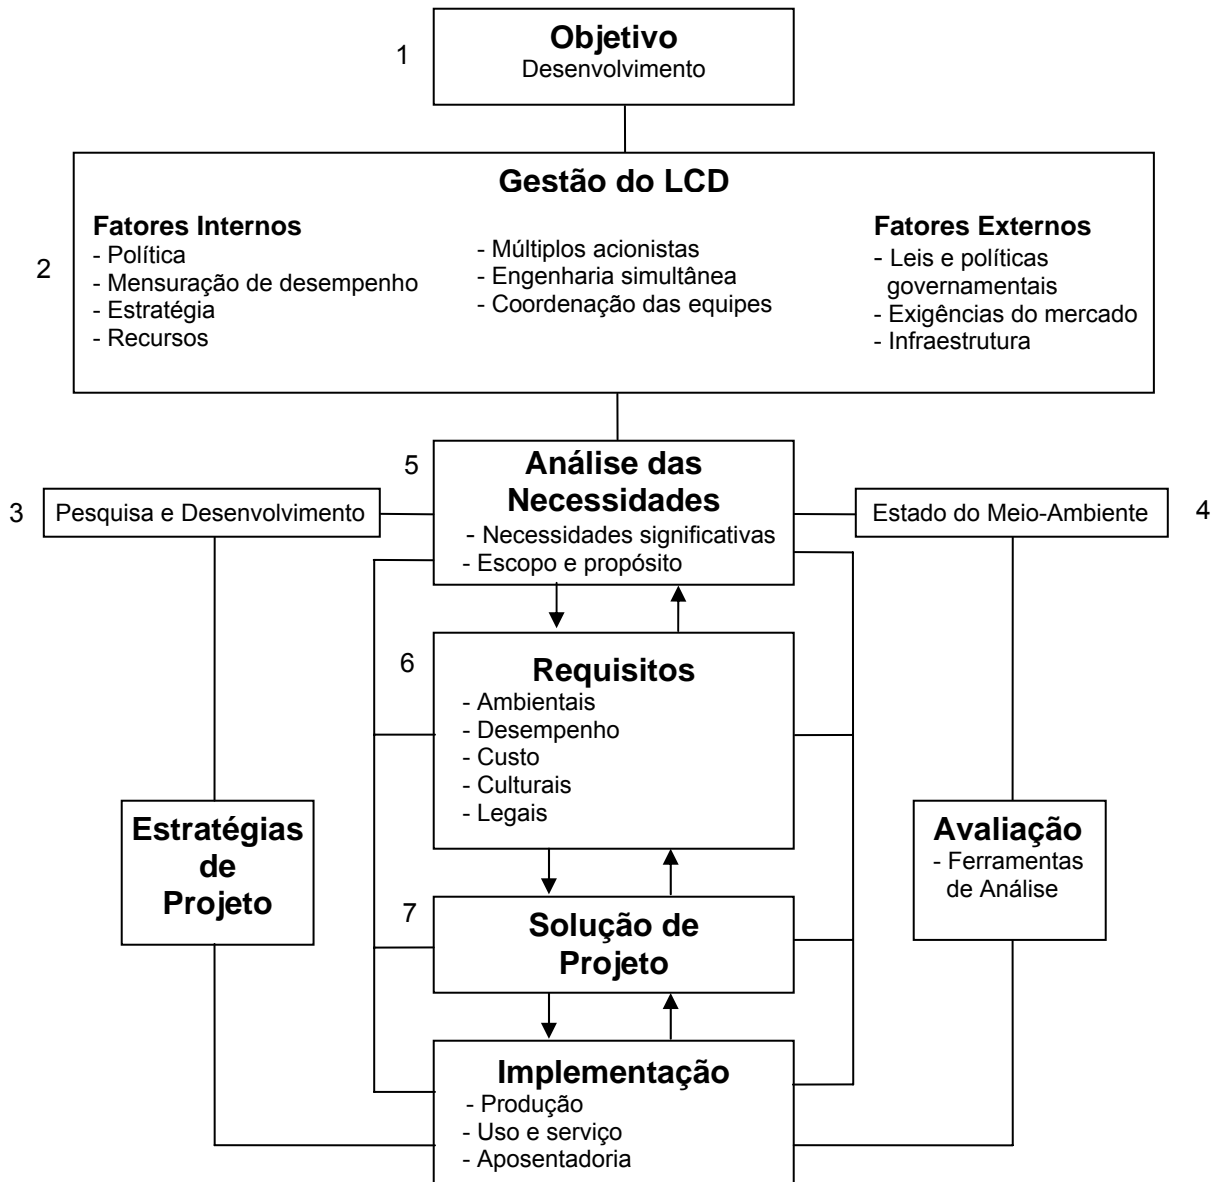 1
Objetivo
Desenvolvimento
2
Gestão do LCD
Fatores Internos
- Política
- Mensuração de desempenho
- Estratégia
- Recursos
- Múltiplos acionistas
- Engenharia simultânea
- Coordenação das equipes
Fatores Externos
- Leis e políticas
governamentais
- Exigências do mercado
- Infraestrutura
3
Pesquisa e Desenvolvimento
5
Análise das
Necessidades
- Necessidades significativas
- Escopo e propósito
Estado do Meio-Ambiente
4
6
Requisitos
- Ambientais
- Desempenho
- Custo
- Culturais
- Legais
Estratégias
de
Projeto
Avaliação
- Ferramentas
de Análise
7
Solução de
Projeto
Implementação
- Produção
- Uso e serviço
- Aposentadoria